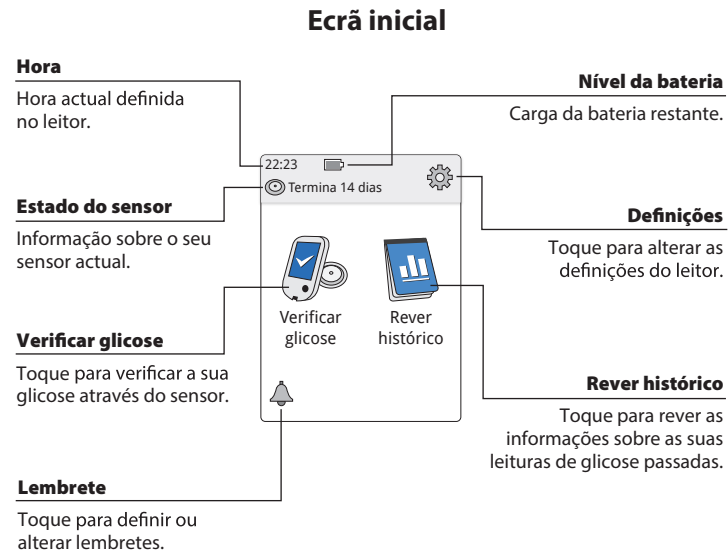 Ecrã inicial
Hora
Hora actual definida
no leitor.
Nível da bateria
Carga da bateria restante.
22:23
Termina 14 dias
Estado do sensor
Informação sobre o seu
sensor actual.
Definições
Toque para alterar as
definições do leitor.
Verificar
glicose
Rever
histórico
Verificar glicose
Toque para verificar a sua
glicose através do sensor.
Rever histórico
Toque para rever as
informações sobre as suas
leituras de glicose passadas.
Lembrete
Toque para definir ou
alterar lembretes.